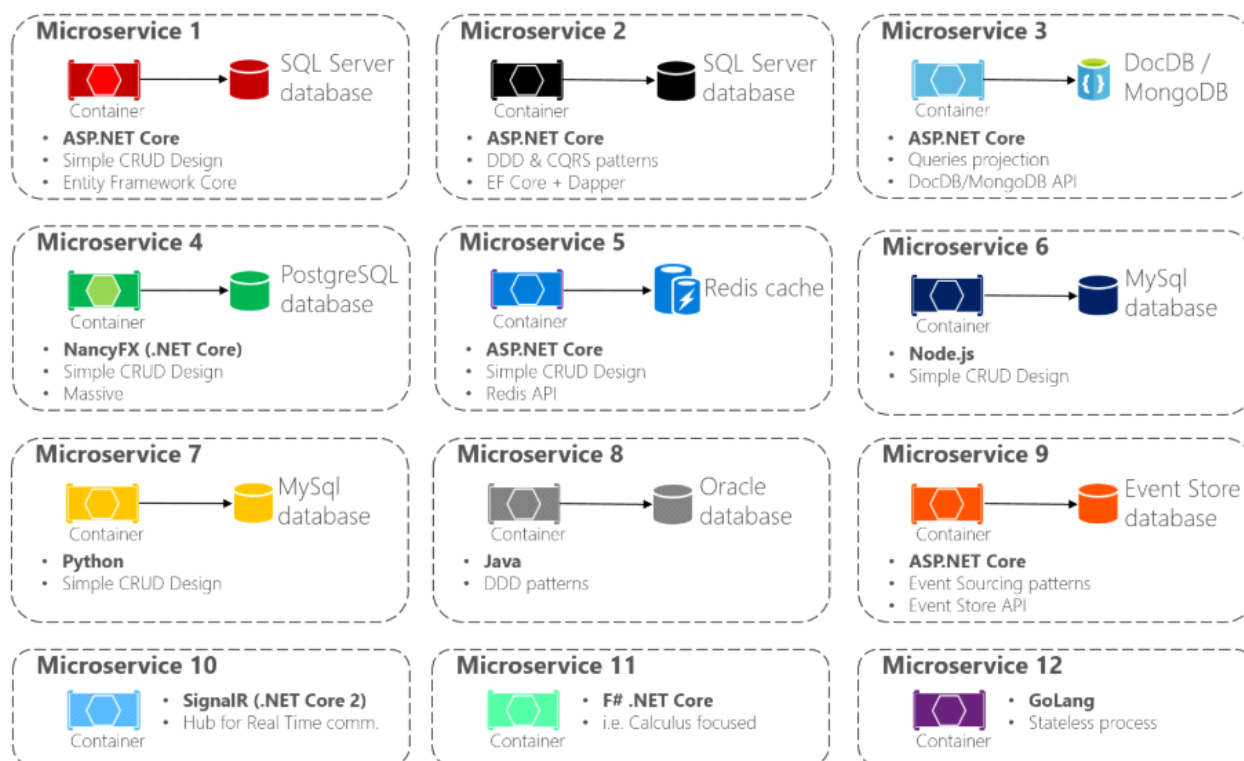 Microservice 1
SQL Server
database
Container
• ASP.NET Core
• Simple CRUD Design
• Entity Framework Core
Microservice 2
SQL Server
database
Container
• ASP.NET Core
• DDD & CQRS patterns
• EF Core + Dapper
Microservice 3
DocDB /
MongoDB
Container
• ASP.NET Core
• Queries projection
• DocDB/MongoDB API
Microservice 4
PostgreSQL
database
Container
• NancyFX (.NET Core)
• Simple CRUD Design
• Massive
Microservice 5
Redis cache
Container
• ASP.NET Core
• Simple CRUD Design
• Redis API
Microservice 6
MySql
database
Container
• Node.js
• Simple CRUD Design
Microservice 7
MySql
database
Container
• Python
• Simple CRUD Design
Microservice 8
Oracle
database
Container
• Java
• DDD patterns
Microservice 9
Event Store
database
Container
• ASP.NET Core
• Event Sourcing patterns
• Event Store API
Microservice 10
• SignalR (.NET Core 2)
• Hub for Real Time comm.
Container
Microservice 11
• F# .NET Core
• i.e. Calculus focused
Container
Microservice 12
• GoLang
• Stateless process
Container